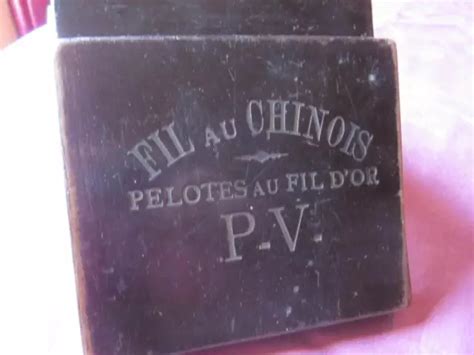 FIL AU CHINOIS
PELOTES AU FIL D'OR
P-V-